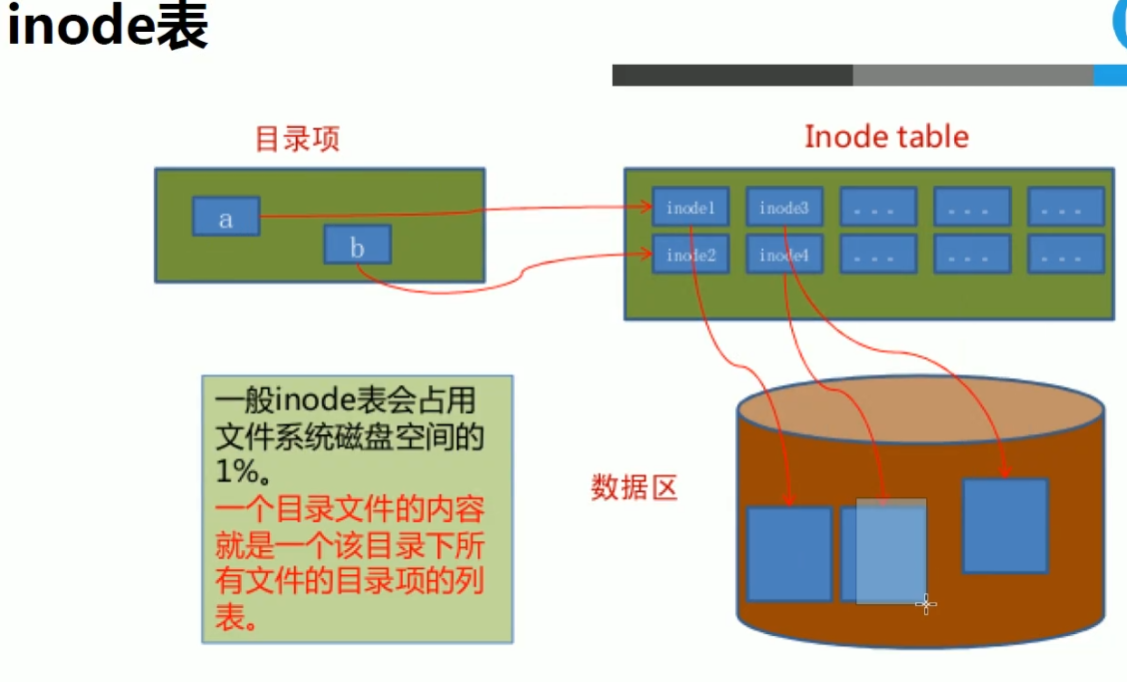 inode表
目录项
Inode table
a
inode1
inode3
...
...
...
b
inode2
inode4
...
...
...
一般inode表会占用
文件系统磁盘空间的
1%。
一个目录文件的内容
就是一个该目录下所
有文件的目录项的列
表。
数据区